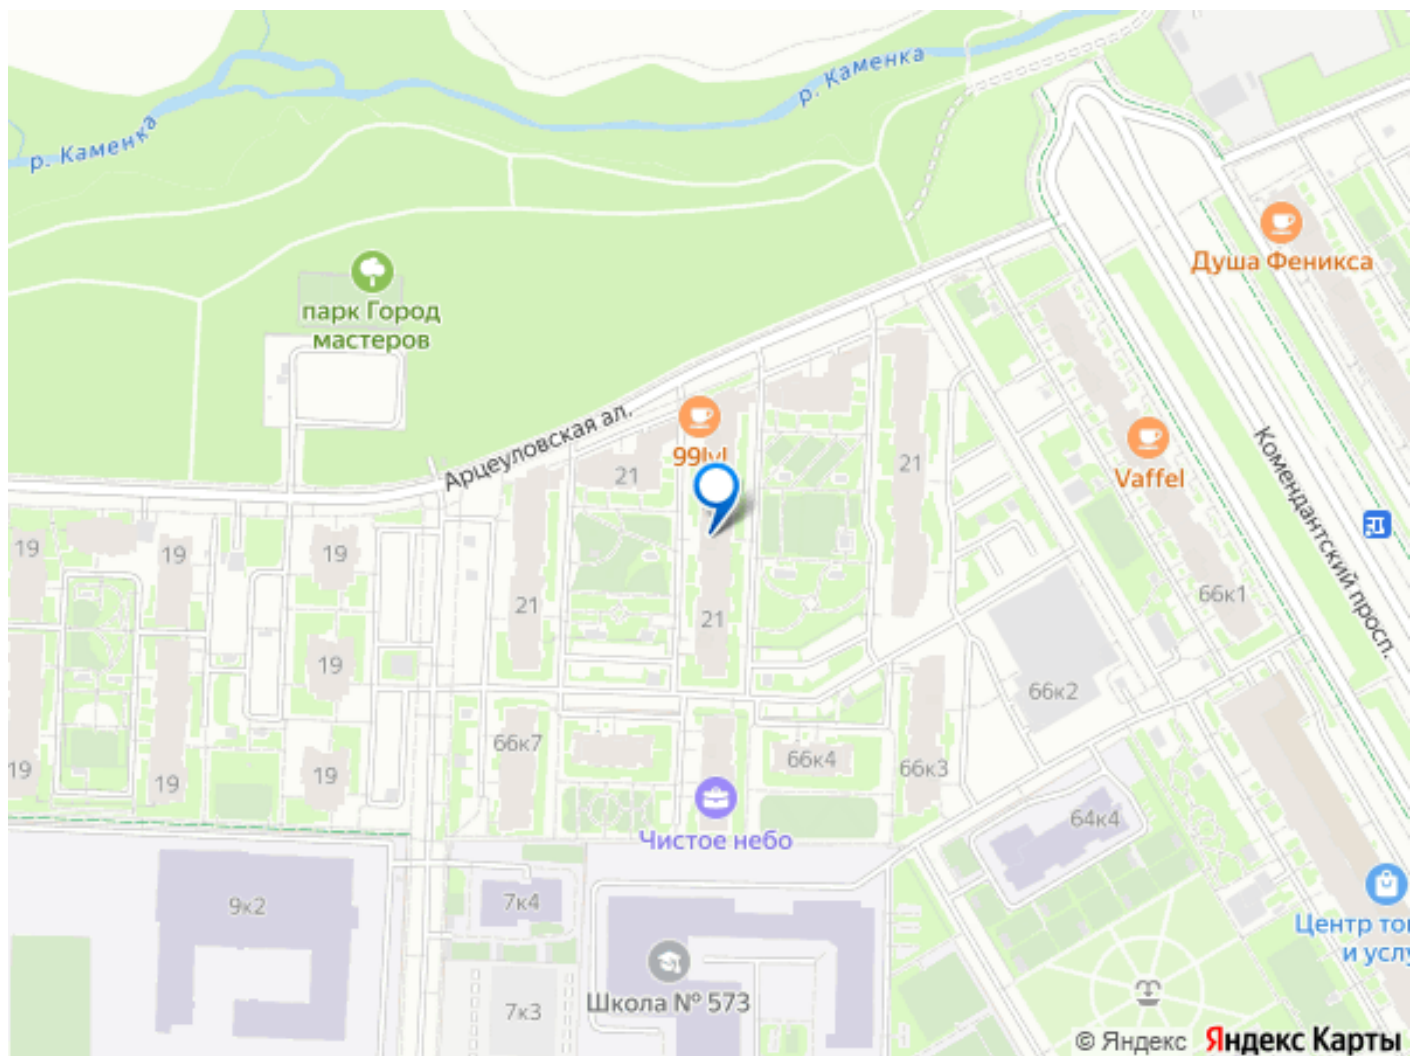 р. Каменка
р. Каменка
Душа Феникса
парк Город
мастеров
Арцеуловская ал.
99lvl
21
21
Vaffel
Комендантский просп.
19
19
19
66к1
21
21
19
66к2
66к7
66к4
66к3
19
19
19
Чистое небо
64к4
9к2
7к4
Центр то
и услу
Школа № 573
7к3
© Яндекс Яндекс Карты